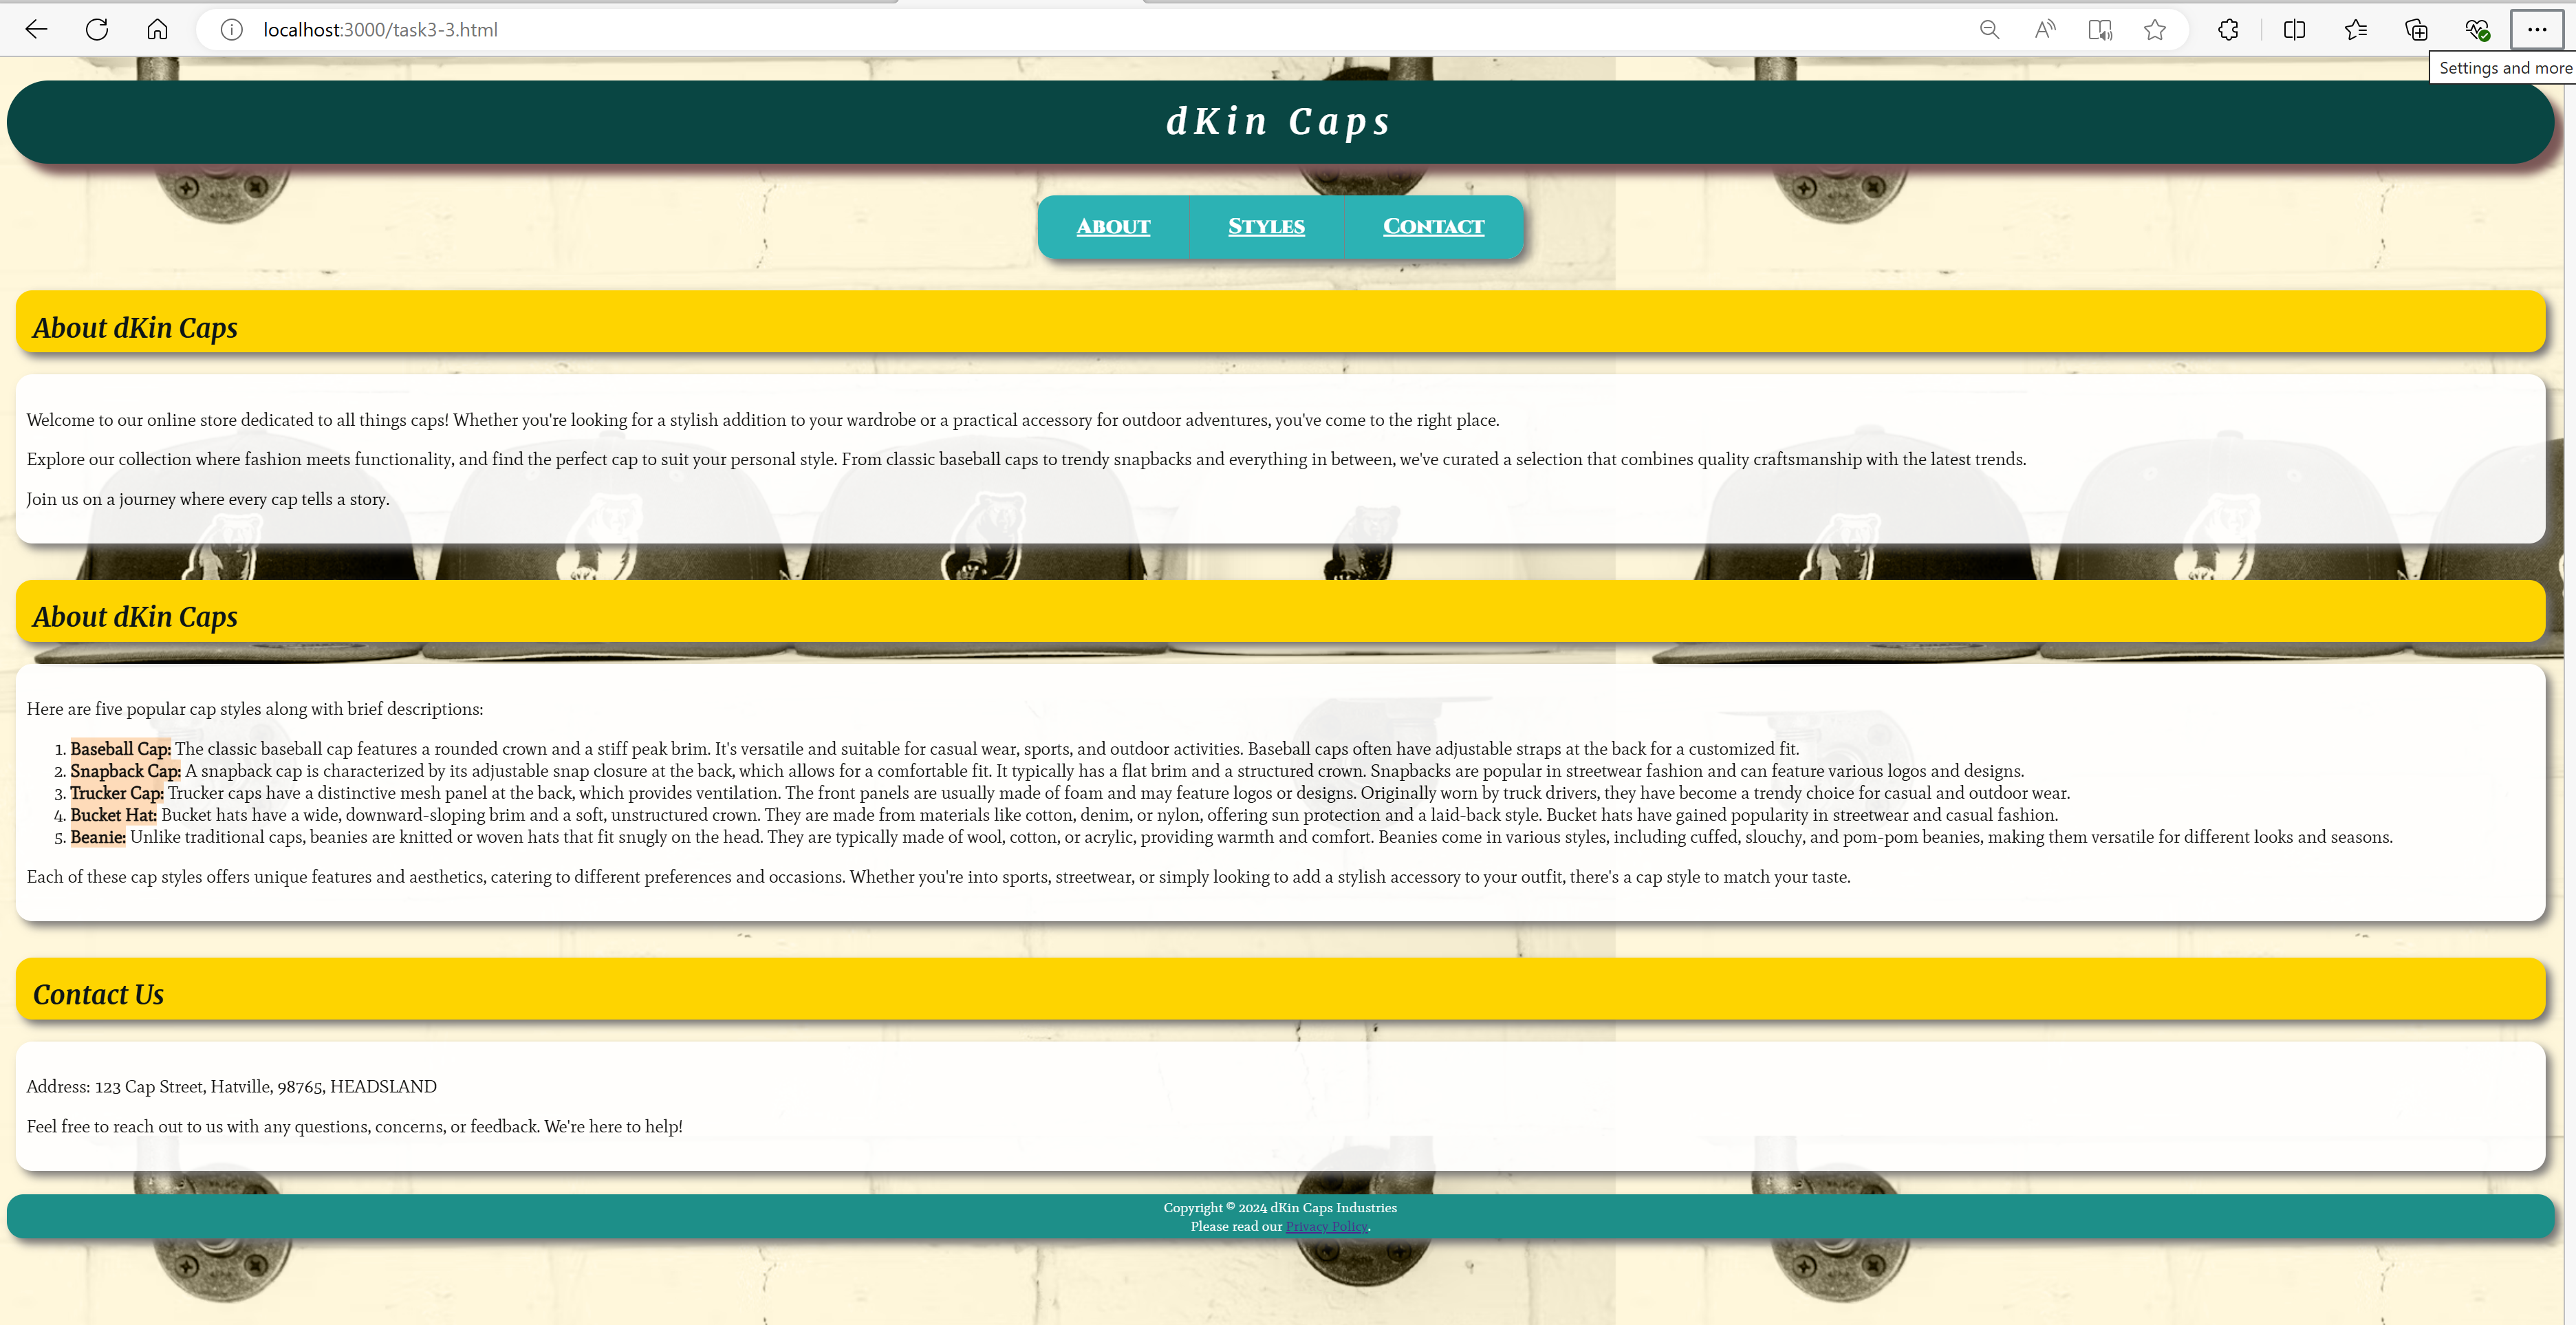 localhost:3000/task3-3.html
Settings and more
dKin Caps
About Styles Contact
About dKin Caps
Welcome to our online store dedicated to all things caps! Whether you're looking for a stylish addition to your wardrobe or a practical accessory for outdoor adventures, you've come to the right place.
Explore our collection where fashion meets functionality, and find the perfect cap to suit your personal style. From classic baseball caps to trendy snapbacks and everything in between, we've curated a selection that combines quality craftsmanship with the latest trends.
Join us on a journey where every cap tells a story.
About dKin Caps
Here are five popular cap styles along with brief descriptions:
1. Baseball Cap: The classic baseball cap features a rounded crown and a stiff peak brim. It's versatile and suitable for casual wear, sports, and outdoor activities. Baseball caps often have adjustable straps at the back for a customized fit.
2. Snapback Cap: A snapback cap is characterized by its adjustable snap closure at the back, which allows for a comfortable fit. It typically has a flat brim and a structured crown. Snapbacks are popular in streetwear fashion and can feature various logos and designs.
3. Trucker Cap: Trucker caps have a distinctive mesh panel at the back, which provides ventilation. The front panels are usually made of foam and may feature logos or designs. Originally worn by truck drivers, they have become a trendy choice for casual and outdoor wear.
4. Bucket Hat: Bucket hats have a wide, downward-sloping brim and a soft, unstructured crown. They are made from materials like cotton, denim, or nylon, offering sun protection and a laid-back style. Bucket hats have gained popularity in streetwear and casual fashion.
5. Beanie: Unlike traditional caps, beanies are knitted or woven hats that fit snugly on the head. They are typically made of wool, cotton, or acrylic, providing warmth and comfort. Beanies come in various styles, including cuffed, slouchy, and pom-pom beanies, making them versatile for different looks and seasons.
Each of these cap styles offers unique features and aesthetics, catering to different preferences and occasions. Whether you're into sports, streetwear, or simply looking to add a stylish accessory to your outfit, there's a cap style to match your taste.
Contact Us
Address: 123 Cap Street, Hatville, 98765, HEADSLAND
Feel free to reach out to us with any questions, concerns, or feedback. We're here to help!
Copyright © 2024 dKin Caps Industries
Please read our Privacy Policy.